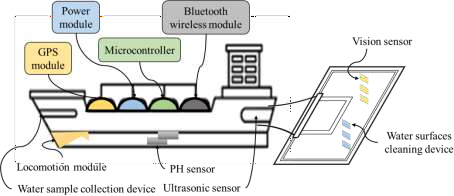 Power
module
Bluetooth
wireless module
GPS
module
Microcontroller
Vision sensor
Water surfaces
cleaning device
Locomotion module
PH sensor
Water sample collection device
Ultrasonic sensor